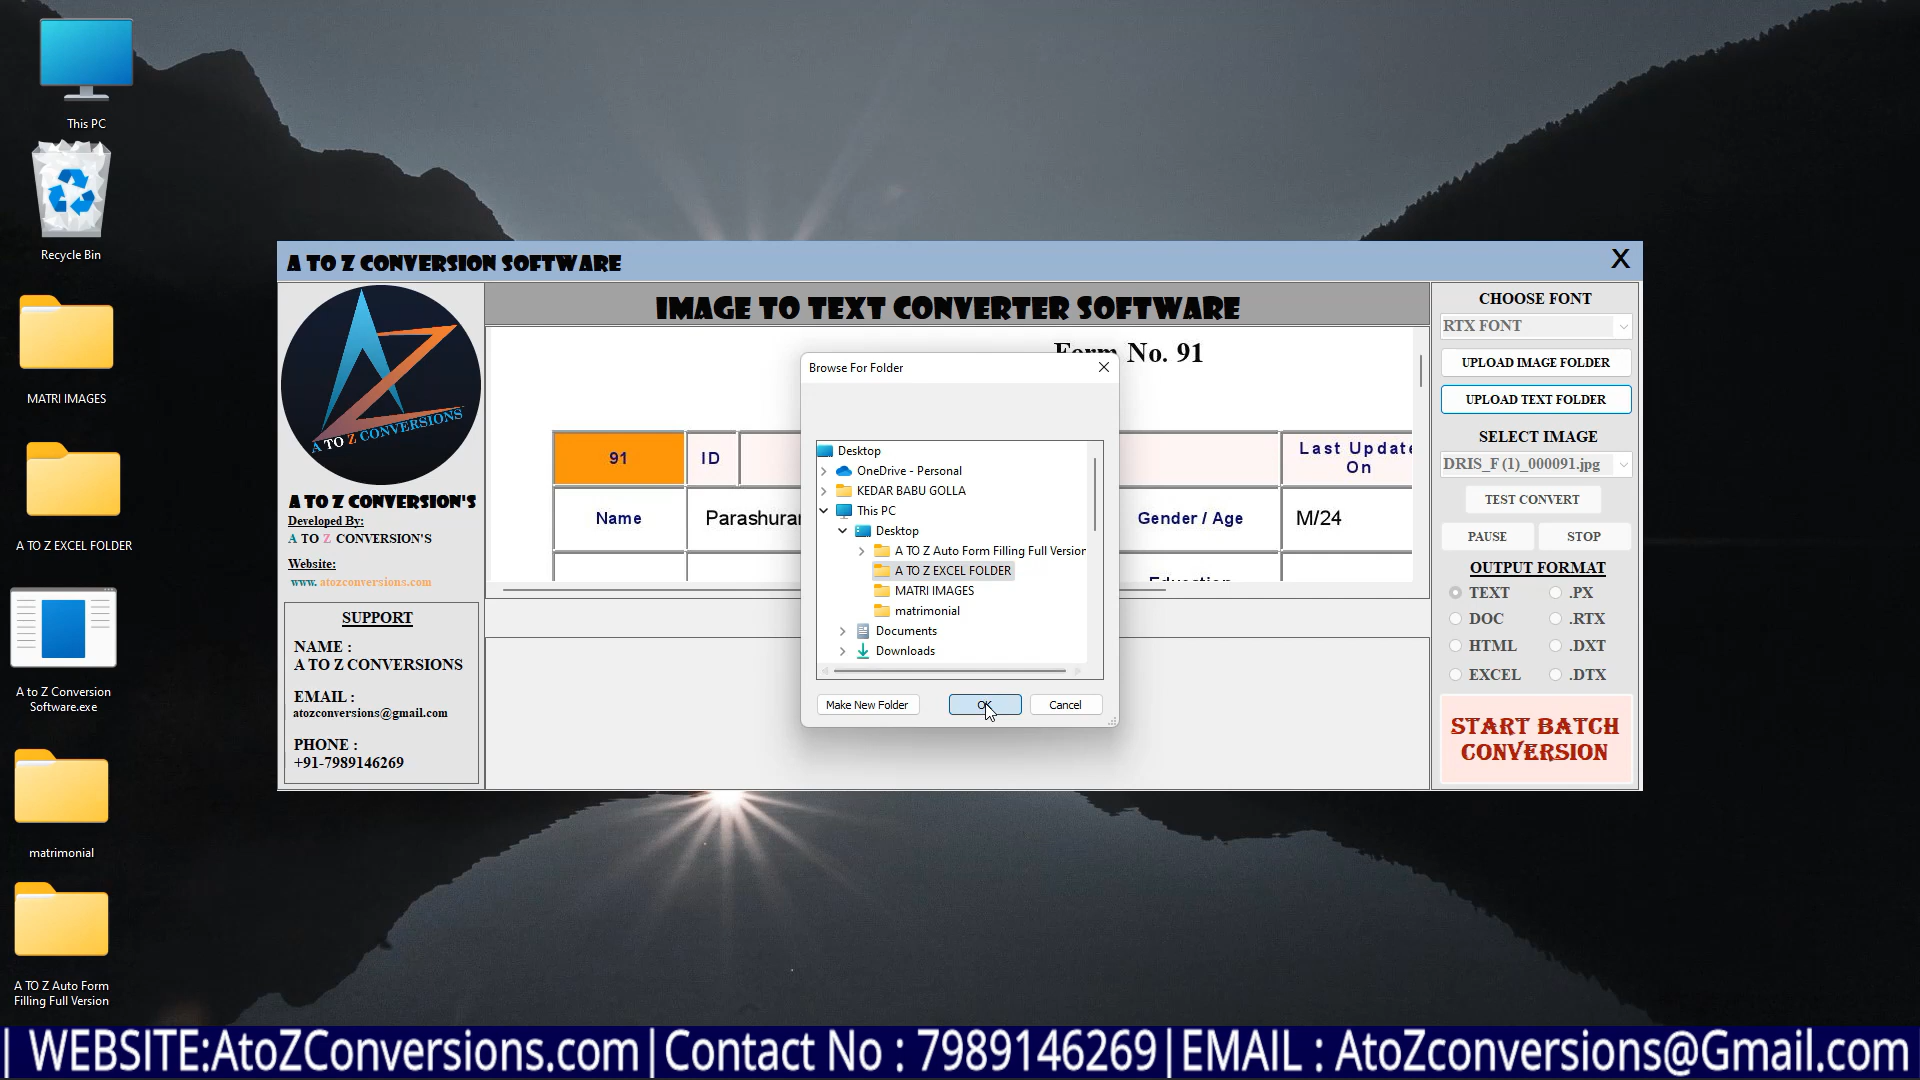 This PC
Recycle Bin
MATRI IMAGES
A TO Z EXCEL FOLDER
A to Z Conversion
Software.exe
matrimonial
A TO Z Auto Form
Filling Full Version
A TO Z CONVERSION SOFTWARE
X
A TO Z CONVERSIONS
A TO Z CONVERSION'S
Developed By:
A TO Z CONVERSION'S
Website:
www. atozconversions.com
SUPPORT
NAME :
A TO Z CONVERSIONS
EMAIL :
atozconversions@gmail.com
PHONE :
+91-7989146269
IMAGE TO TEXT CONVERTER SOFTWARE
Form No. 91
91
ID
Last Update
On
Name
Parashuram
Gender / Age
M/24
Browse For Folder
Desktop
OneDrive - Personal
KEDAR BABU GOLLA
This PC
Desktop
A TO Z Auto Form Filling Full Version
A TO Z EXCEL FOLDER
MATRI IMAGES
matrimonial
Documents
Downloads
Make New Folder
OK
Cancel
CHOOSE FONT
RTX FONT
UPLOAD IMAGE FOLDER
UPLOAD TEXT FOLDER
SELECT IMAGE
DRIS_F (1)_000091.jpg
TEST CONVERT
PAUSE
STOP
OUTPUT FORMAT
TEXT
.PX
DOC
.RTX
HTML
.DXT
EXCEL
.DTX
START BATCH
CONVERSION
| WEBSITE:AtoZConversions.com|Contact No : 7989146269|EMAIL : AtoZconversions@Gmail.com